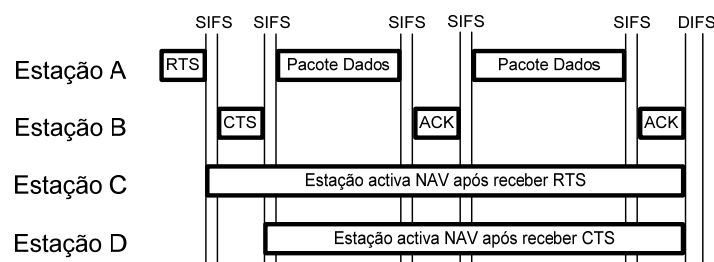 SIFS SIFS SIFS SIFS SIFS DIFS
Estação A RTS Pacote Dados Pacote Dados
Estação B CTS ACK ACK
Estação C Estação activa NAV após receber RTS
Estação D Estação activa NAV após receber CTS